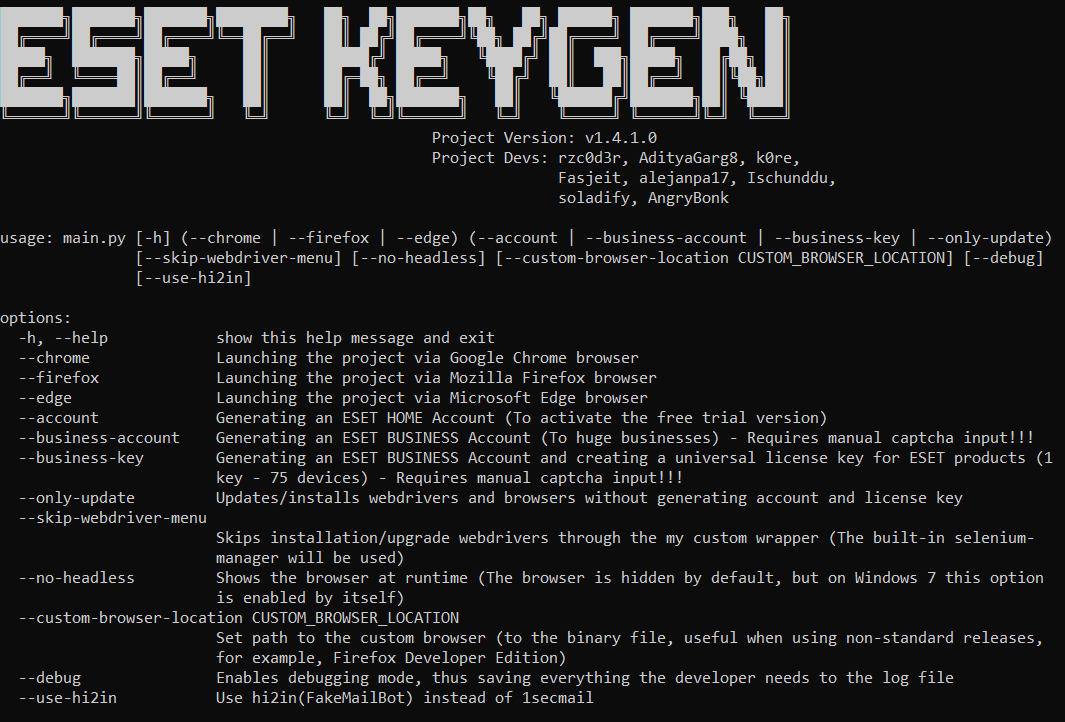 ESET KEYGEN
Project Version: v1.4.1.0
Project Devs: rzc0d3r, AdityaGarg8, k0re,
Fasjeit, alejanpa17, Ischunddu,
soladify, AngryBonk
usage: main.py [-h] (--chrome | --firefox | --edge) (--account | --business-account | --business-key | --only-update)
[--skip-webdriver-menu] [--no-headless] [--custom-browser-location CUSTOM_BROWSER_LOCATION] [--debug]
[--use-hi2in]
options:
-h, --help show this help message and exit
--chrome Launching the project via Google Chrome browser
--firefox Launching the project via Mozilla Firefox browser
--edge Launching the project via Microsoft Edge browser
--account Generating an ESET HOME Account (To activate the free trial version)
--business-account Generating an ESET BUSINESS Account (To huge businesses) - Requires manual captcha input!!!
--business-key Generating an ESET BUSINESS Account and creating a universal license key for ESET products (1
key - 75 devices) - Requires manual captcha input!!!
--only-update Updates/installs webdrivers and browsers without generating account and license key
--skip-webdriver-menu
Skips installation/upgrade webdrivers through the my custom wrapper (The built-in selenium-
manager will be used)
--no-headless Shows the browser at runtime (The browser is hidden by default, but on Windows 7 this option
is enabled by itself)
--custom-browser-location CUSTOM_BROWSER_LOCATION
Set path to the custom browser (to the binary file, useful when using non-standard releases,
for example, Firefox Developer Edition)
--debug Enables debugging mode, thus saving everything the developer needs to the log file
--use-hi2in Use hi2in(FakeMailBot) instead of 1secmail